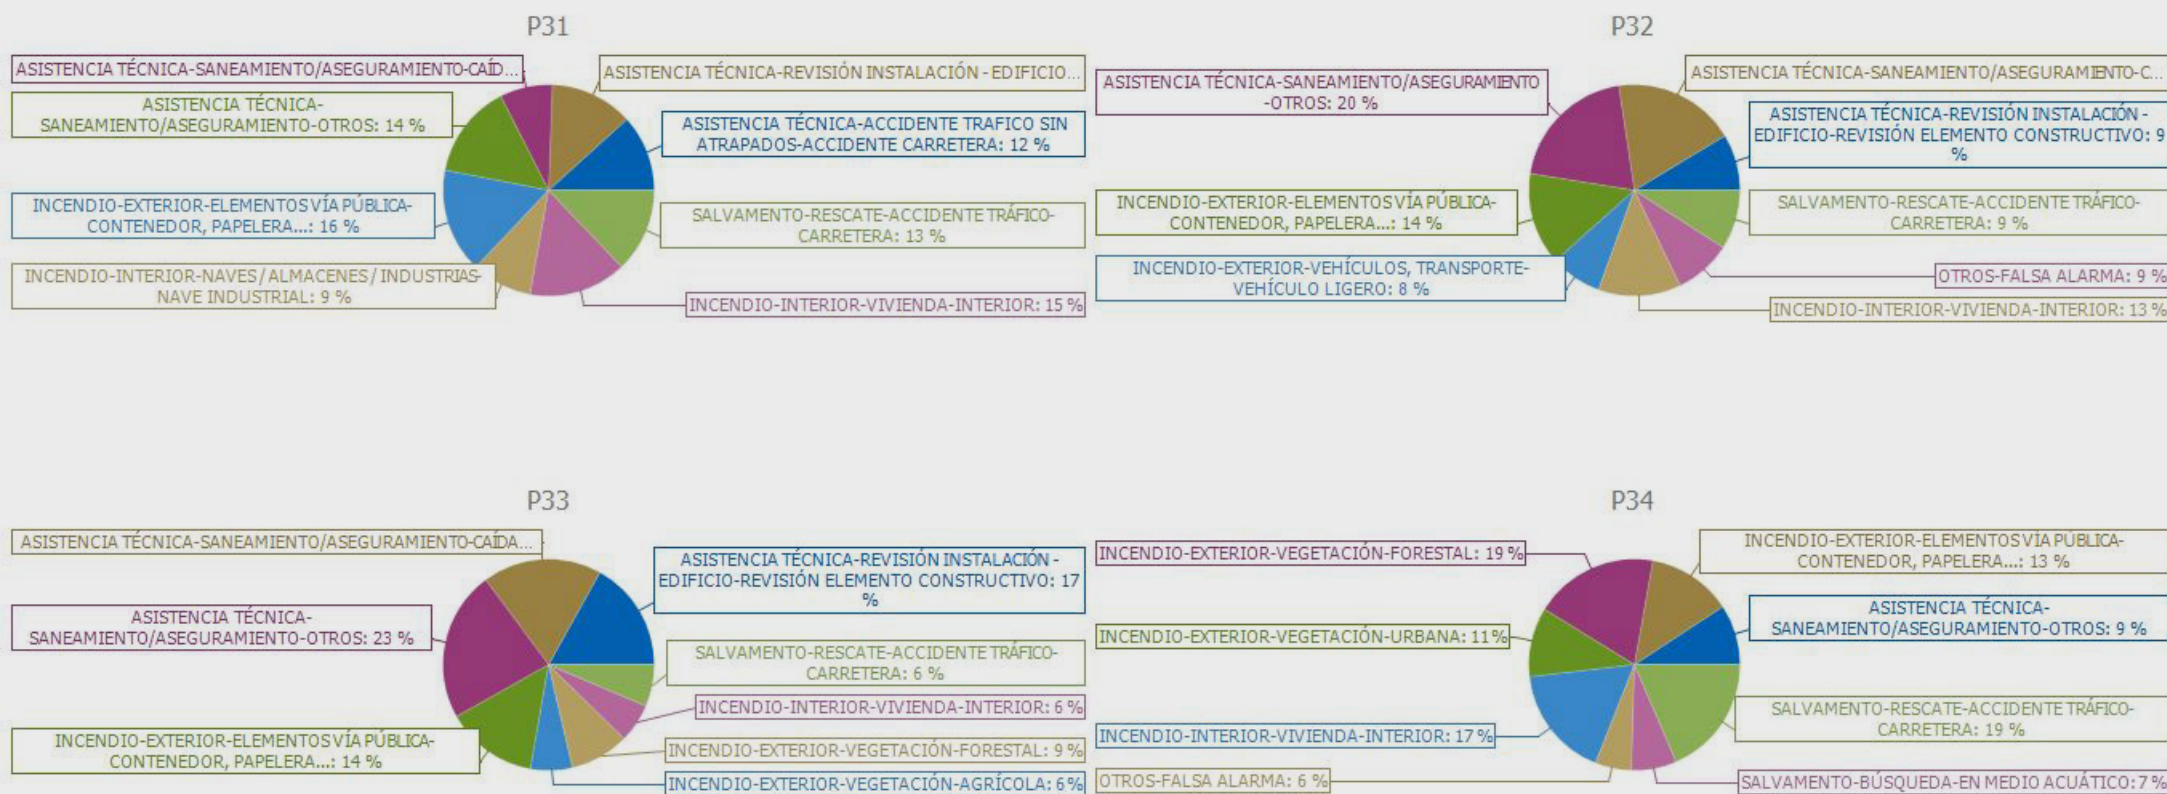 P31
ASISTENCIA TÉCNICA-SANEAMIENTO/ASEGURAMIENTO-CAÍD...
ASISTENCIA TÉCNICA-REVISIÓN INSTALACIÓN - EDIFICIO...
ASISTENCIA TÉCNICA-
SANEAMIENTO/ASEGURAMIENTO-OTROS: 14 %
ASISTENCIA TÉCNICA-ACCIDENTE TRAFICO SIN
ATRAPADOS-ACCIDENTE CARRETERA: 12 %
INCENDIO-EXTERIOR-ELEMENTOS VÍA PÚBLICA-
CONTENEDOR, PAPELERA...: 16 %
SALVAMENTO-RESCATE-ACCIDENTE TRÁFICO-
CARRETERA: 13 %
INCENDIO-INTERIOR-NAVES / ALMACENES / INDUSTRIAS-
NAVE INDUSTRIAL: 9 %
INCENDIO-INTERIOR-VIVIENDA-INTERIOR: 15 %
P32
ASISTENCIA TÉCNICA-SANEAMIENTO/ASEGURAMIENTO
-OTROS: 20 %
ASISTENCIA TÉCNICA-SANEAMIENTO/ASEGURAMIENTO-C...
ASISTENCIA TÉCNICA-REVISIÓN INSTALACIÓN -
EDIFICIO-REVISIÓN ELEMENTO CONSTRUCTIVO: 9
%
INCENDIO-EXTERIOR-ELEMENTOS VÍA PÚBLICA-
CONTENEDOR, PAPELERA...: 14 %
SALVAMENTO-RESCATE-ACCIDENTE TRÁFICO-
CARRETERA: 9 %
INCENDIO-EXTERIOR-VEHÍCULOS, TRANSPORTE-
VEHÍCULO LIGERO: 8 %
OTROS-FALSA ALARMA: 9 %
INCENDIO-INTERIOR-VIVIENDA-INTERIOR: 13 %
P33
ASISTENCIA TÉCNICA-SANEAMIENTO/ASEGURAMIENTO-CAÍDA...
ASISTENCIA TÉCNICA-REVISIÓN INSTALACIÓN -
EDIFICIO-REVISIÓN ELEMENTO CONSTRUCTIVO: 17
%
ASISTENCIA TÉCNICA-
SANEAMIENTO/ASEGURAMIENTO-OTROS: 23 %
SALVAMENTO-RESCATE-ACCIDENTE TRÁFICO-
CARRETERA: 6 %
INCENDIO-INTERIOR-VIVIENDA-INTERIOR: 6 %
INCENDIO-EXTERIOR-ELEMENTOS VÍA PÚBLICA-
CONTENEDOR, PAPELERA...: 14 %
INCENDIO-EXTERIOR-VEGETACIÓN-FORESTAL: 9 %
INCENDIO-EXTERIOR-VEGETACIÓN-AGRÍCOLA: 6 %
P34
INCENDIO-EXTERIOR-VEGETACIÓN-FORESTAL: 19 %
INCENDIO-EXTERIOR-ELEMENTOS VÍA PÚBLICA-
CONTENEDOR, PAPELERA...: 13 %
INCENDIO-EXTERIOR-VEGETACIÓN-URBANA: 11 %
ASISTENCIA TÉCNICA-
SANEAMIENTO/ASEGURAMIENTO-OTROS: 9 %
INCENDIO-INTERIOR-VIVIENDA-INTERIOR: 17 %
SALVAMENTO-RESCATE-ACCIDENTE TRÁFICO-
CARRETERA: 19 %
OTROS-FALSA ALARMA: 6 %
SALVAMENTO-BÚSQUEDA-EN MEDIO ACUÁTICO: 7 %